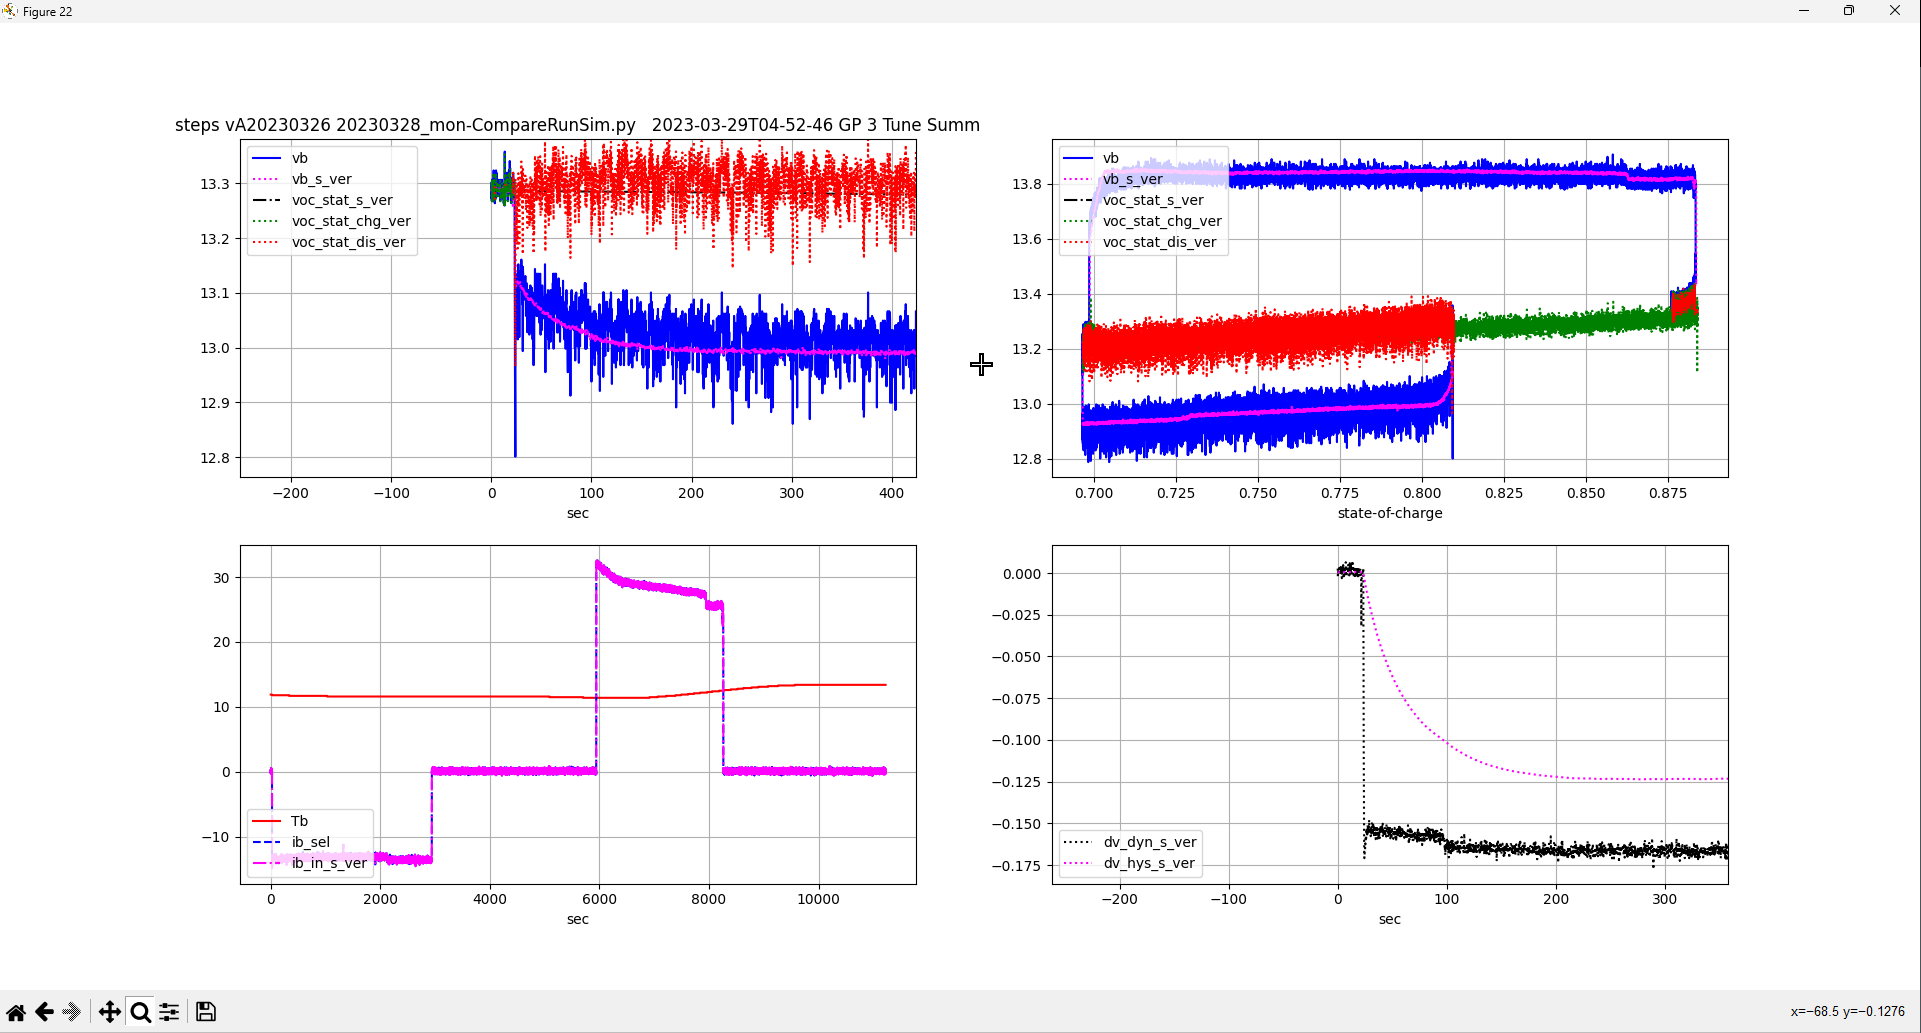 Figure 22
steps vA20230326 20230328_mon-CompareRunSim.py 2023-03-29T04-52-46 GP 3 Tune Summ
vb
vb_s_ver
voc_stat_s_ver
voc_stat_chg_ver
voc_stat_dis_ver
13.3
13.2
13.1
13.0
12.9
12.8
−200 −100 0 100 200 300 400
sec
vb
vb_s_ver
voc_stat_s_ver
voc_stat_chg_ver
voc_stat_dis_ver
13.8
13.6
13.4
13.2
13.0
12.8
0.700 0.725 0.750 0.775 0.800 0.825 0.850 0.875
state-of-charge
30
20
10
0
−10
Tb
ib_sel
ib_in_s_ver
0 2000 4000 6000 8000 10000
sec
0.000
−0.025
−0.050
−0.075
−0.100
−0.125
−0.150
−0.175
dv_dyn_s_ver
dv_hys_s_ver
−200 −100 0 100 200 300
sec
x=−68.5 y=−0.1276